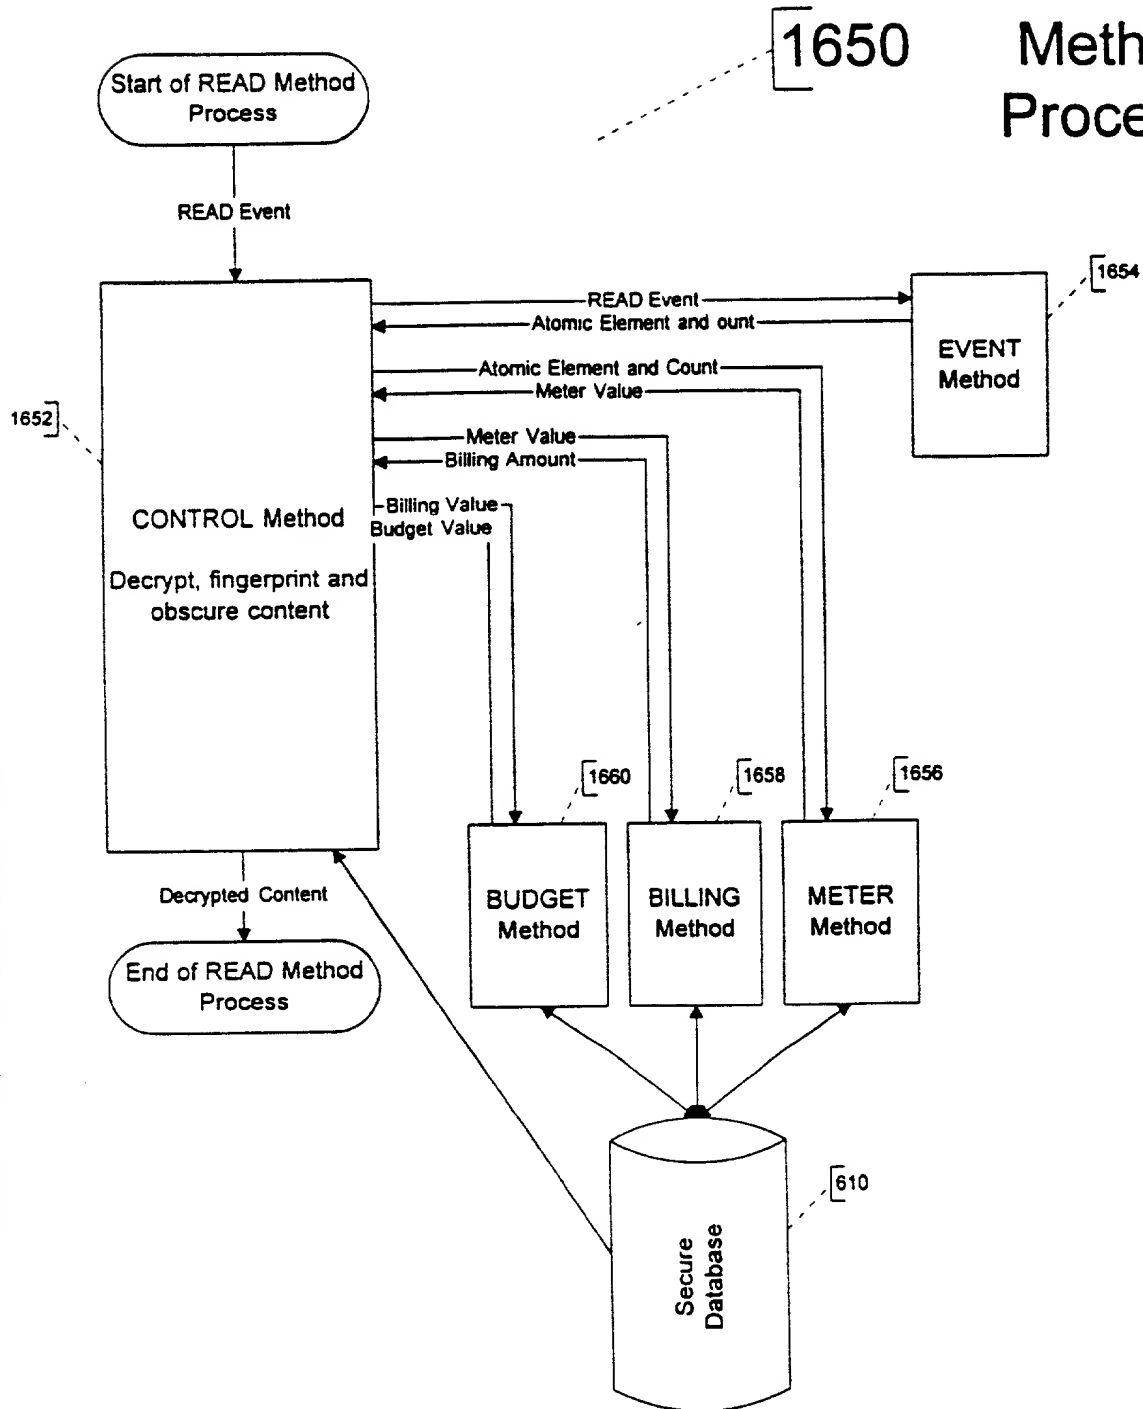 1650 Meth
Proce
Start of READ Method
Process
READ Event
READ Event
Atomic Element and ount
Atomic Element and Count
Meter Value
Meter Value
Billing Amount
Billing Value
Budget Value
1652
CONTROL Method
Decrypt, fingerprint and
obscure content
1654
EVENT
Method
1660
1658
1656
BUDGET
Method
BILLING
Method
METER
Method
Decrypted Content
End of READ Method
Process
610
Secure
Database